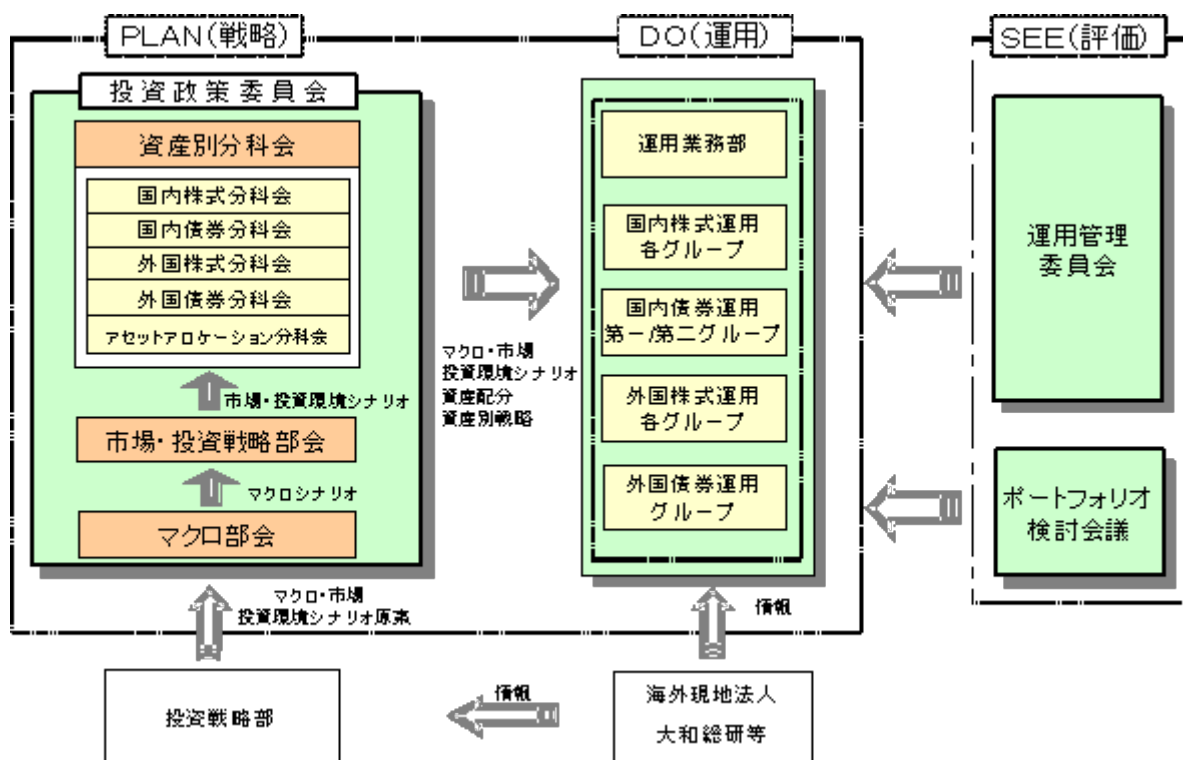 PLAN(戦略)
投資政策委員会
資産別分科会
国内株式分科会
国内債券分科会
外国株式分科会
外国債券分科会
アセットアロケーション分科会
市場・投資環境シナリオ
市場・投資戦略部会
マクロシナリオ
マクロ部会
マクロ・市場
投資環境シナリオ原案
投資戦略部
マクロ・市場
投資環境シナリオ
資産配分
資産別戦略
DO(運用)
運用業務部
国内株式運用
各グループ
国内債券運用
第一/第二グループ
外国株式運用
各グループ
外国債券運用
グループ
情報
情報
海外現地法人
大和総研等
SEE(評価)
運用管理
委員会
ポートフォリオ
検討会議